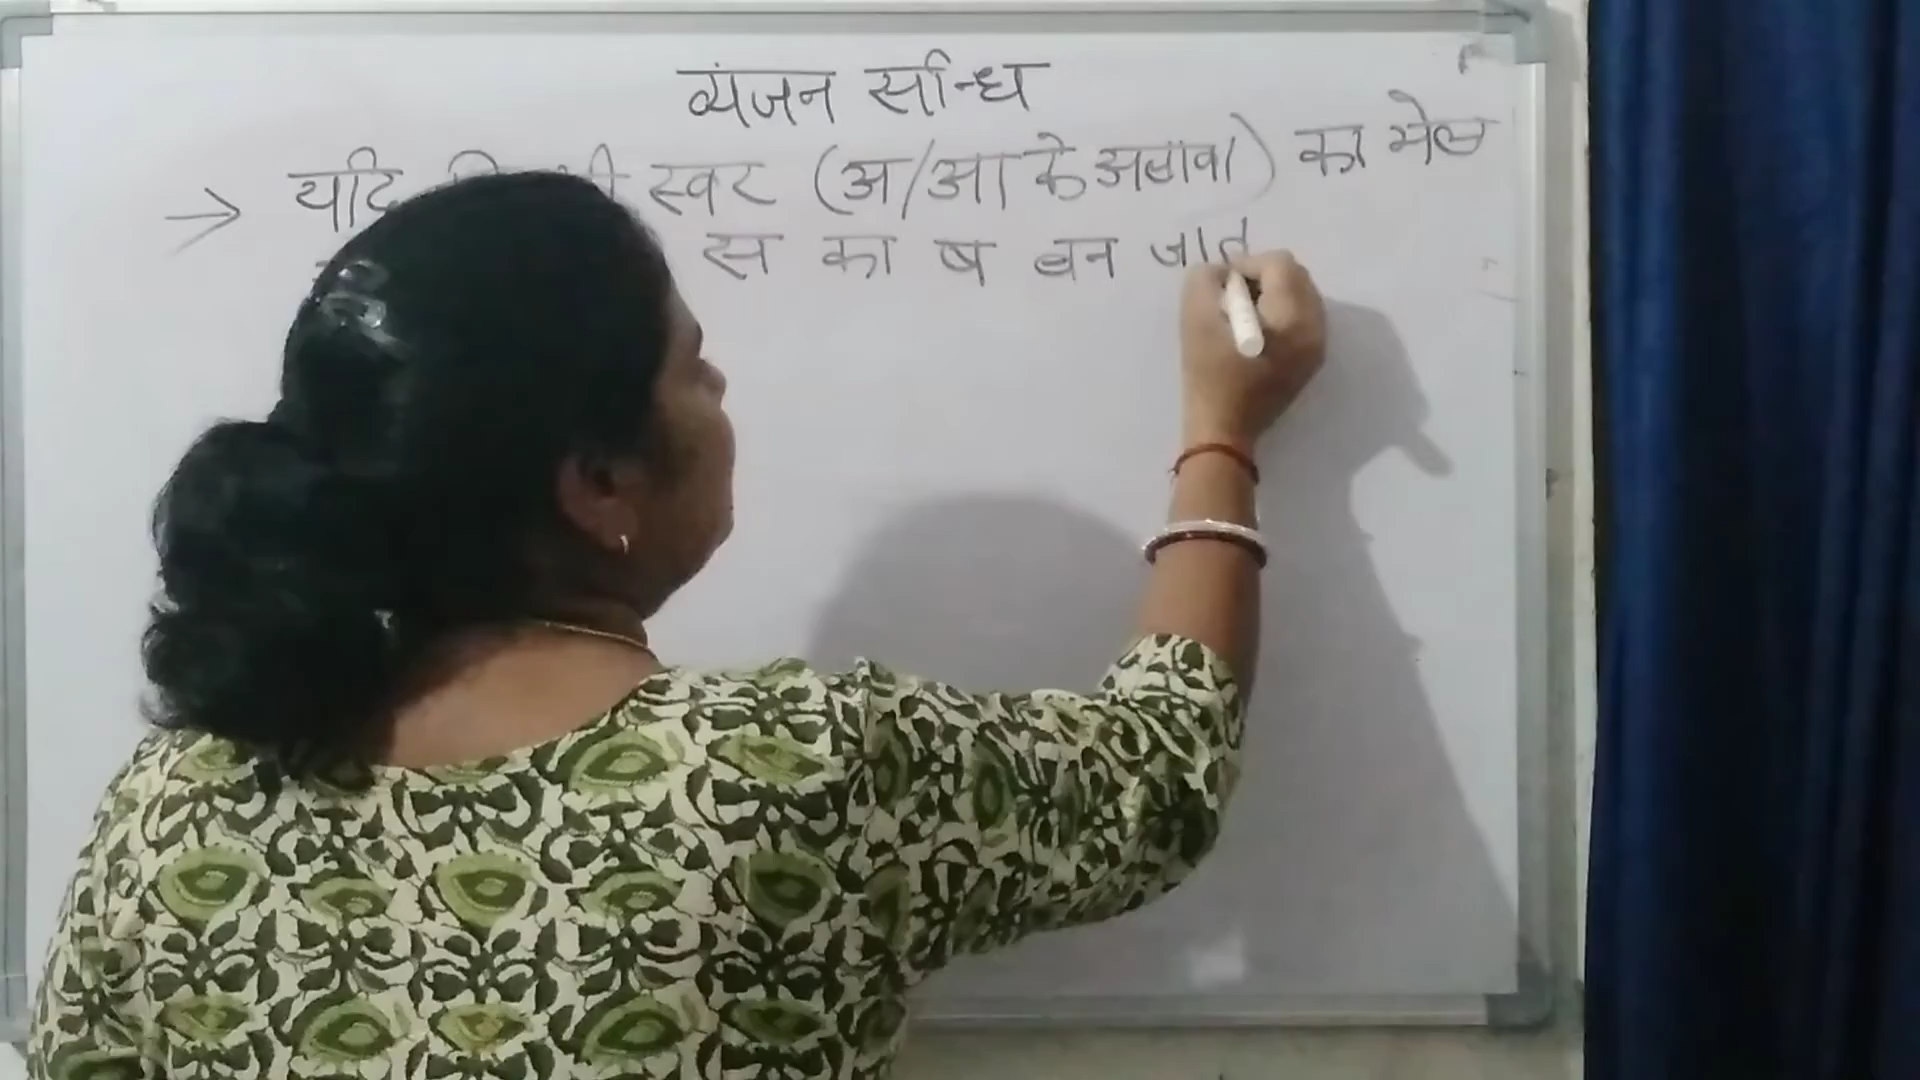 व्यंजन सन्धि
→ यदि स्वर (अ/आ के अलावा) का मेल
स का ष बन जात